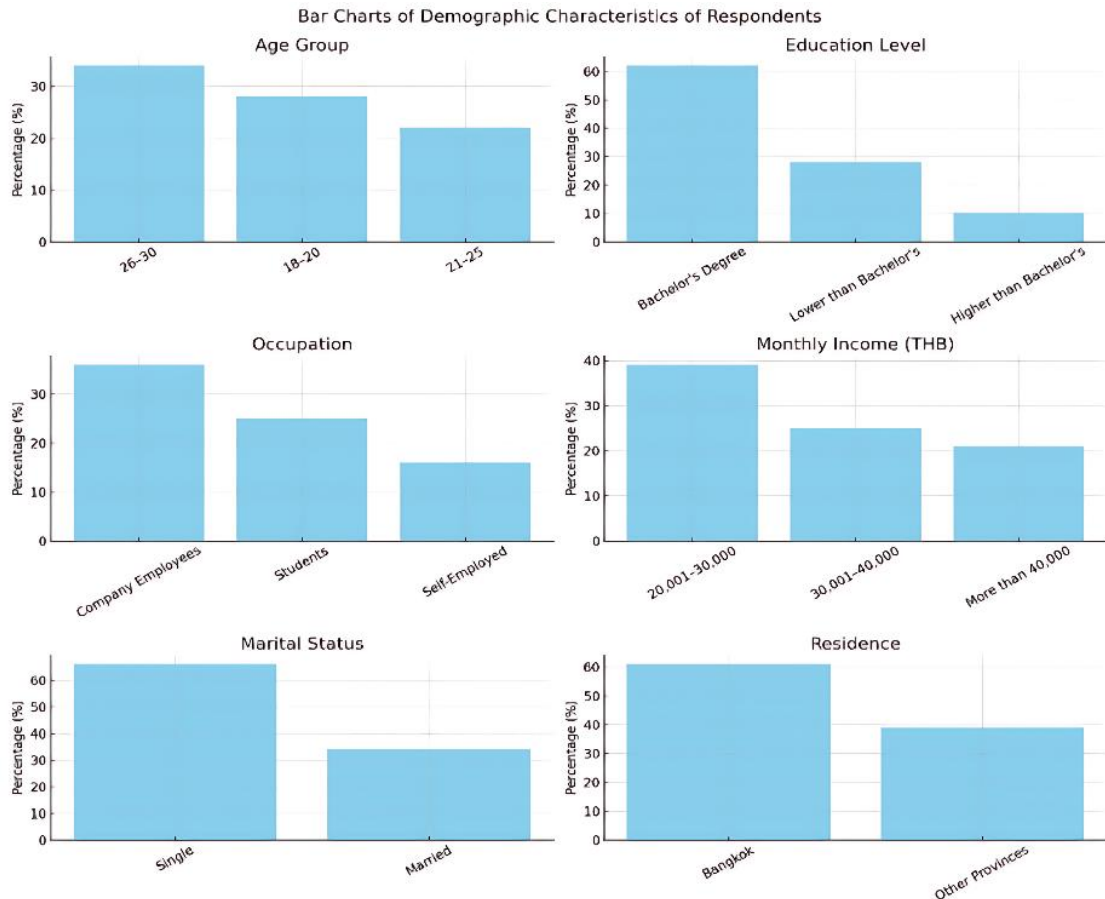 Bar Charts of Demographic Characteristics of Respondents
Age Group
Percentage (%)
30
20
10
0
26–30
18–20
21–25
Education Level
Percentage (%)
60
50
40
30
20
10
0
Bachelor's Degree
Lower than Bachelor's
Higher than Bachelor's
Occupation
Percentage (%)
30
20
10
0
Company Employees
Students
Self-Employed
Monthly Income (THB)
Percentage (%)
40
30
20
10
0
20,001–30,000
30,001–40,000
More than 40,000
Marital Status
Percentage (%)
60
50
40
30
20
10
0
Single
Married
Residence
Percentage (%)
60
50
40
30
20
10
0
Bangkok
Other Provinces